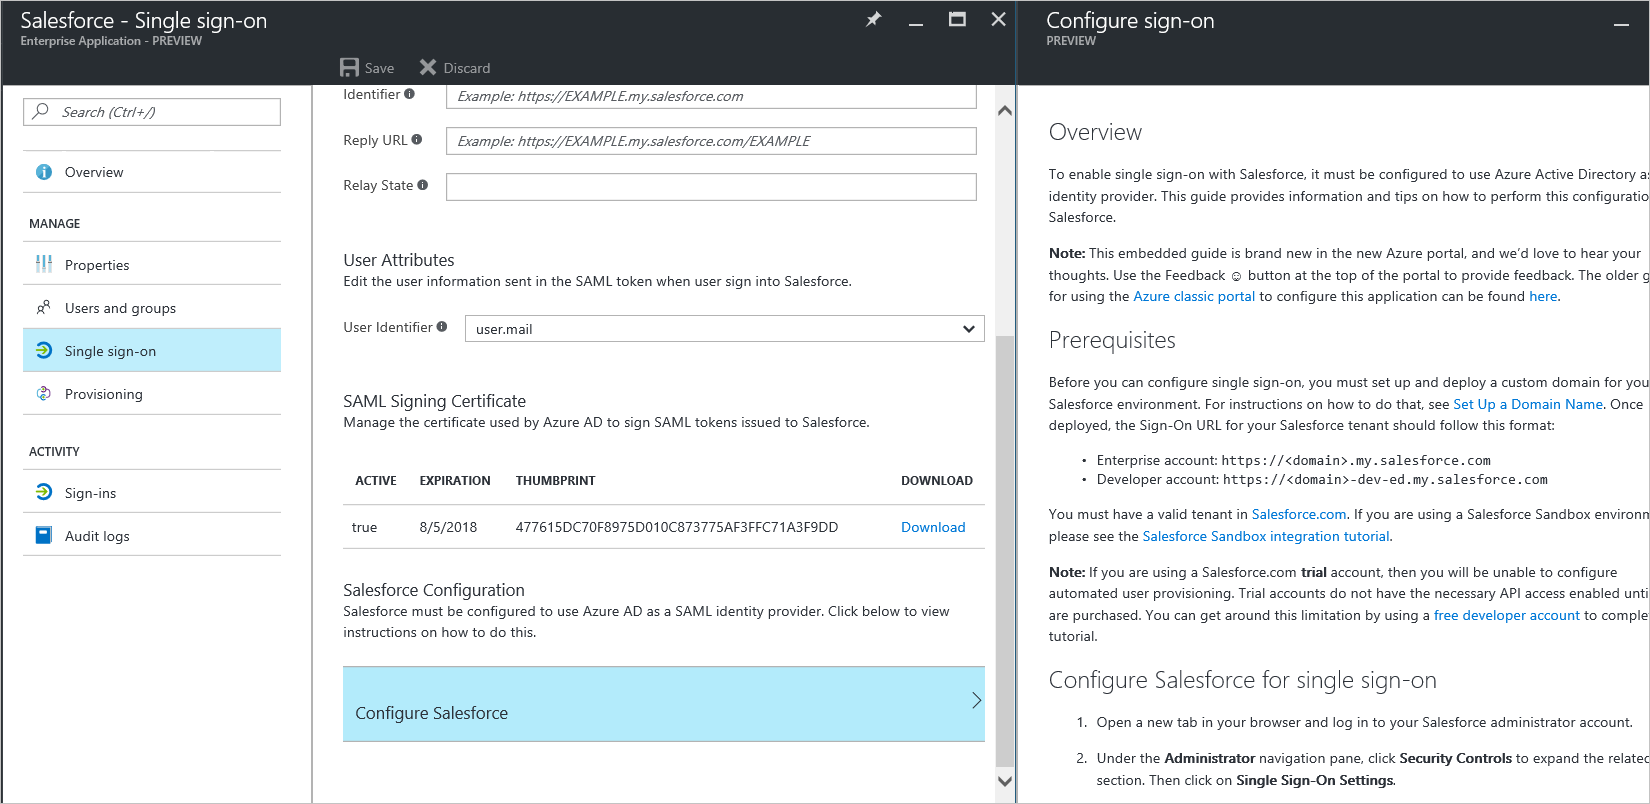 Salesforce - Single sign-on
Enterprise Application - PREVIEW
Save
Discard
Search (Ctrl+/)
Overview
MANAGE
Properties
Users and groups
Single sign-on
Provisioning
ACTIVITY
Sign-ins
Audit logs
Identifier
Example: https://EXAMPLE.my.salesforce.com
Reply URL
Example: https://EXAMPLE.my.salesforce.com/EXAMPLE
Relay State
User Attributes
Edit the user information sent in the SAML token when user sign into Salesforce.
User Identifier
user.mail
SAML Signing Certificate
Manage the certificate used by Azure AD to sign SAML tokens issued to Salesforce.
ACTIVE EXPIRATION THUMBPRINT DOWNLOAD
true 8/5/2018 477615DC70F8975D010C873775AF3FFC71A3F9DD Download
Salesforce Configuration
Salesforce must be configured to use Azure AD as a SAML identity provider. Click below to view
instructions on how to do this.
Configure Salesforce
Configure sign-on
PREVIEW
Overview
To enable single sign-on with Salesforce, it must be configured to use Azure Active Directory as
identity provider. This guide provides information and tips on how to perform this configuratio
Salesforce.
Note: This embedded guide is brand new in the new Azure portal, and we'd love to hear your
thoughts. Use the Feedback ☺ button at the top of the portal to provide feedback. The older g
for using the Azure classic portal to configure this application can be found here.
Prerequisites
Before you can configure single sign-on, you must set up and deploy a custom domain for you
Salesforce environment. For instructions on how to do that, see Set Up a Domain Name. Once
deployed, the Sign-On URL for your Salesforce tenant should follow this format:
• Enterprise account: https://<domain>.my.salesforce.com
• Developer account: https://<domain>-dev-ed.my.salesforce.com
You must have a valid tenant in Salesforce.com. If you are using a Salesforce Sandbox environm
please see the Salesforce Sandbox integration tutorial.
Note: If you are using a Salesforce.com trial account, then you will be unable to configure
automated user provisioning. Trial accounts do not have the necessary API access enabled unti
are purchased. You can get around this limitation by using a free developer account to comple
tutorial.
Configure Salesforce for single sign-on
1. Open a new tab in your browser and log in to your Salesforce administrator account.
2. Under the Administrator navigation pane, click Security Controls to expand the related
section. Then click on Single Sign-On Settings.